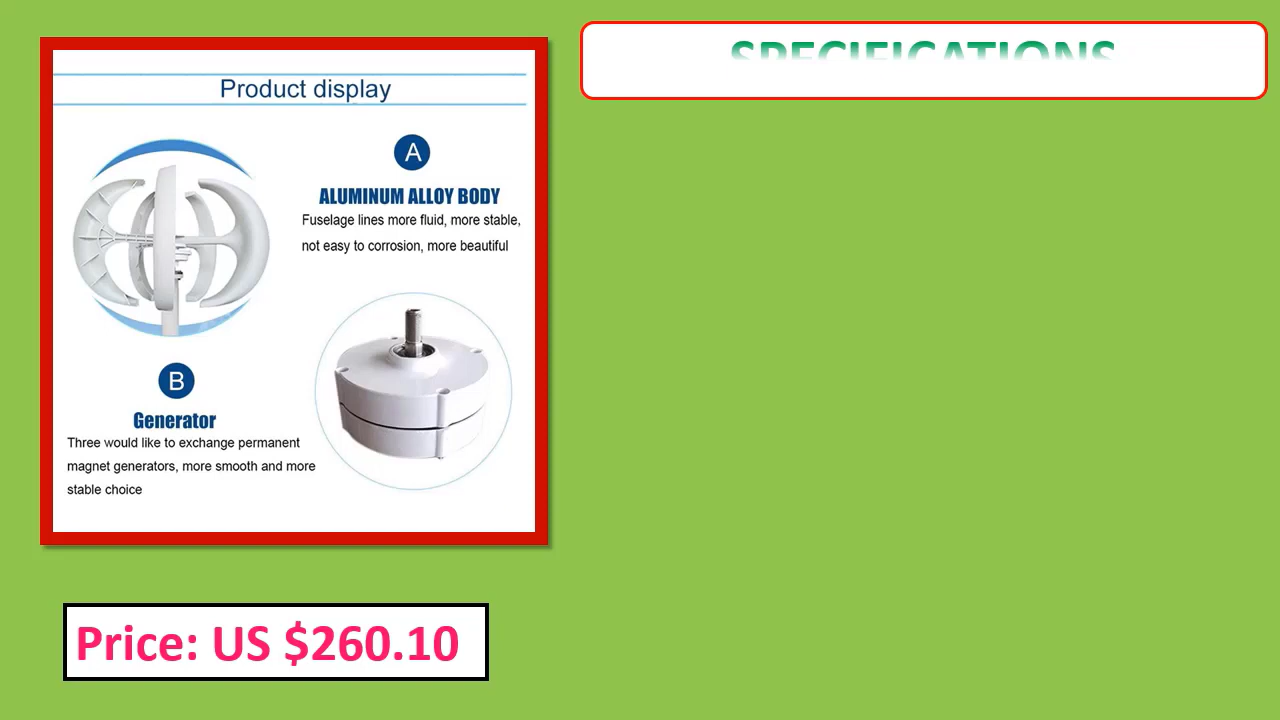 SPECIFICATIONS
Product display
A
ALUMINUM ALLOY BODY
Fuselage lines more fluid, more stable,
not easy to corrosion, more beautiful
B
Generator
Three would like to exchange permanent
magnet generators, more smooth and more
stable choice
Price: US $260.10